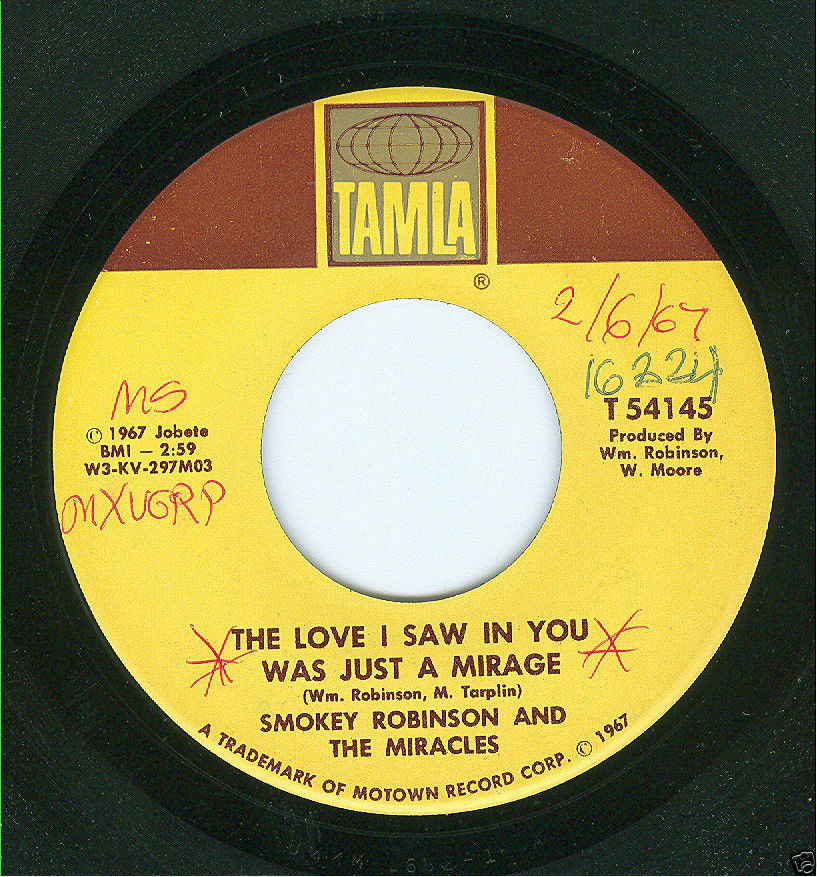 TAMLA
®
2/6/67
16224
MS
T 54145
© 1967 Jobete
BMI — 2:59
W3-KV-297M03
Produced By
Wm. Robinson,
W. Moore
MXUGRP
THE LOVE I SAW IN YOU
WAS JUST A MIRAGE
(Wm. Robinson, M. Tarplin)
SMOKEY ROBINSON AND
THE MIRACLES
A TRADEMARK OF MOTOWN RECORD CORP. © 1967